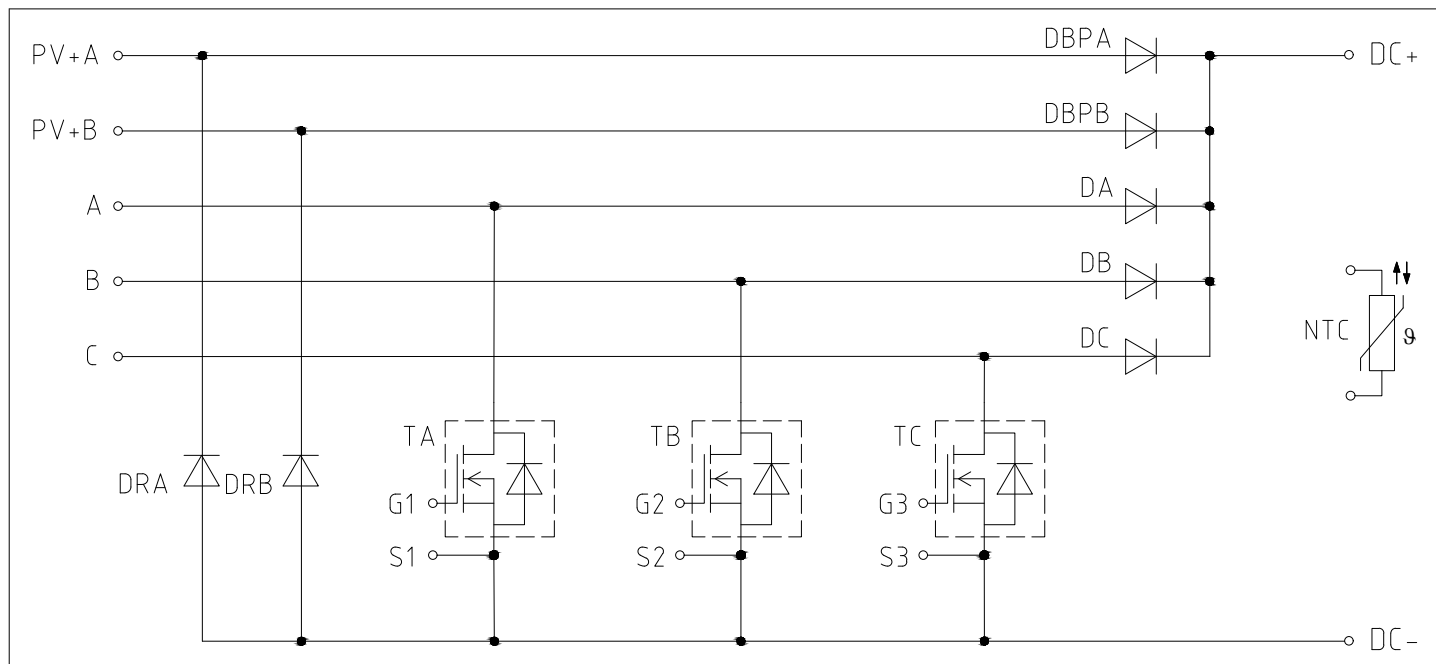 DBPA
PV+A
DC+
DBPB
PV+B
DA
A
DB
B
DC
C
NTC
ϑ
TA
TB
TC
DRA
DRB
G1
G2
G3
S1
S2
S3
DC-